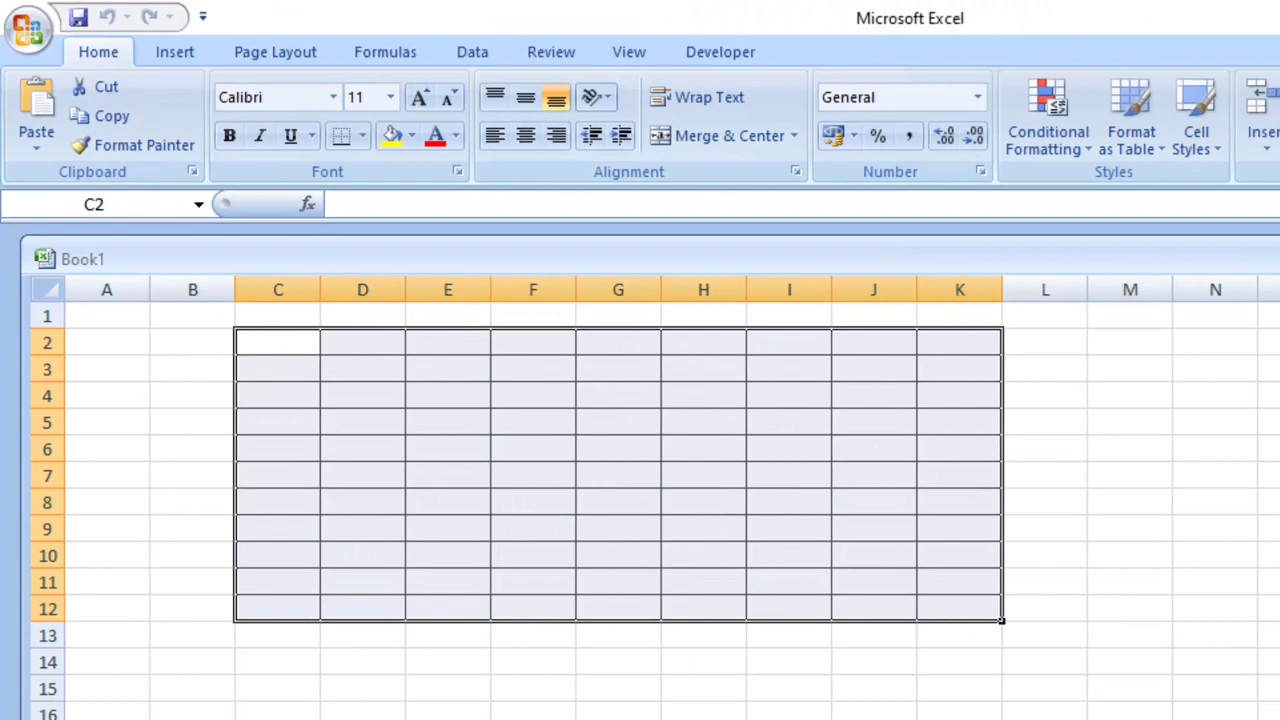 Microsoft Excel
Home Insert Page Layout Formulas Data Review View Developer
Paste
Cut
Copy
Format Painter
Clipboard
Calibri 11
B I U A
Font
Wrap Text
Merge & Center
Alignment
General
% ,
.00
Number
Conditional Formatting
Format as Table
Cell Styles
Styles
C2 fx
Book1
A B C D E F G H I J K L M N
1
2
3
4
5
6
7
8
9
10
11
12
13
14
15
16